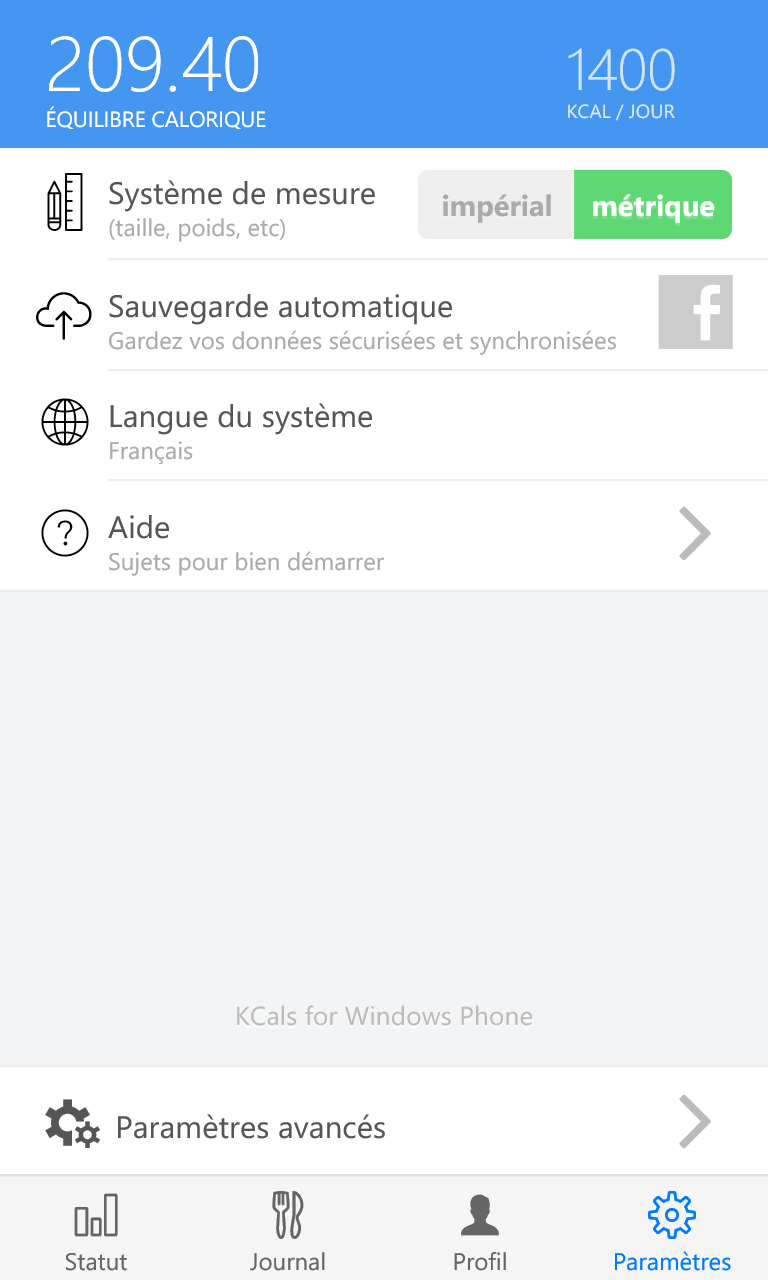 209.40
ÉQUILIBRE CALORIQUE
1400
KCAL / JOUR
Système de mesure
(taille, poids, etc)
impérial
métrique
Sauvegarde automatique
Gardez vos données sécurisées et synchronisées
f
Langue du système
Français
?
Aide
Sujets pour bien démarrer
KCals for Windows Phone
Paramètres avancés
Statut
Journal
Profil
Paramètres